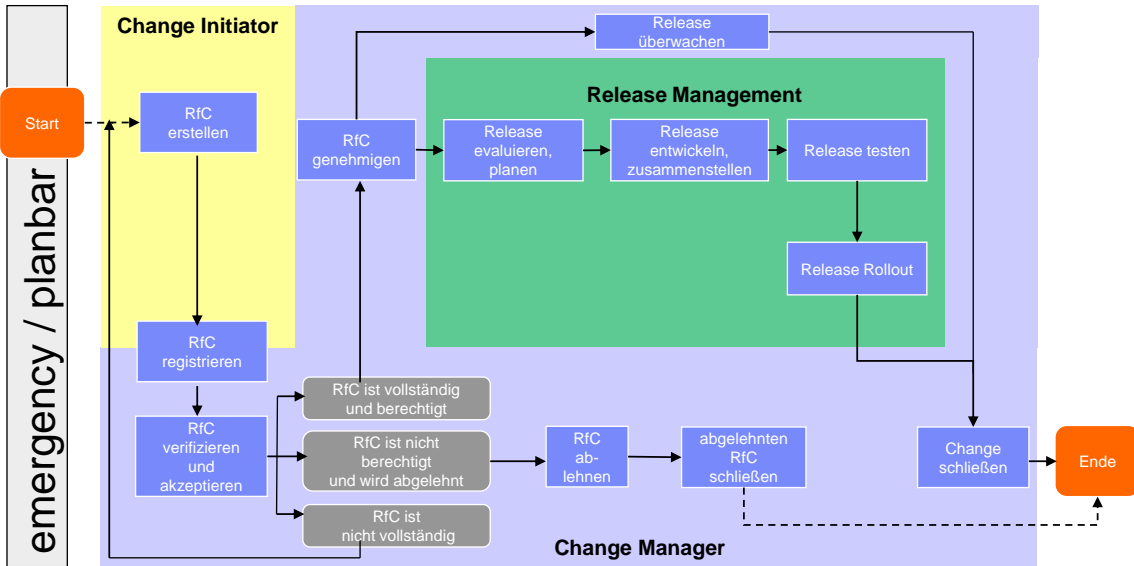 emergency / planbar
Start
Change Initiator
RfC
erstellen
RfC
registrieren
RfC
verifizieren
und
akzeptieren
RfC ist vollständig
und berechtigt
RfC ist nicht
berechtigt
und wird abgelehnt
RfC ist
nicht vollständig
RfC
genehmigen
Release
überwachen
Release Management
Release
evaluieren,
planen
Release
entwickeln,
zusammenstellen
Release testen
Release Rollout
RfC
ab-
lehnen
abgelehnten
RfC
schließen
Change
schließen
Ende
Change Manager